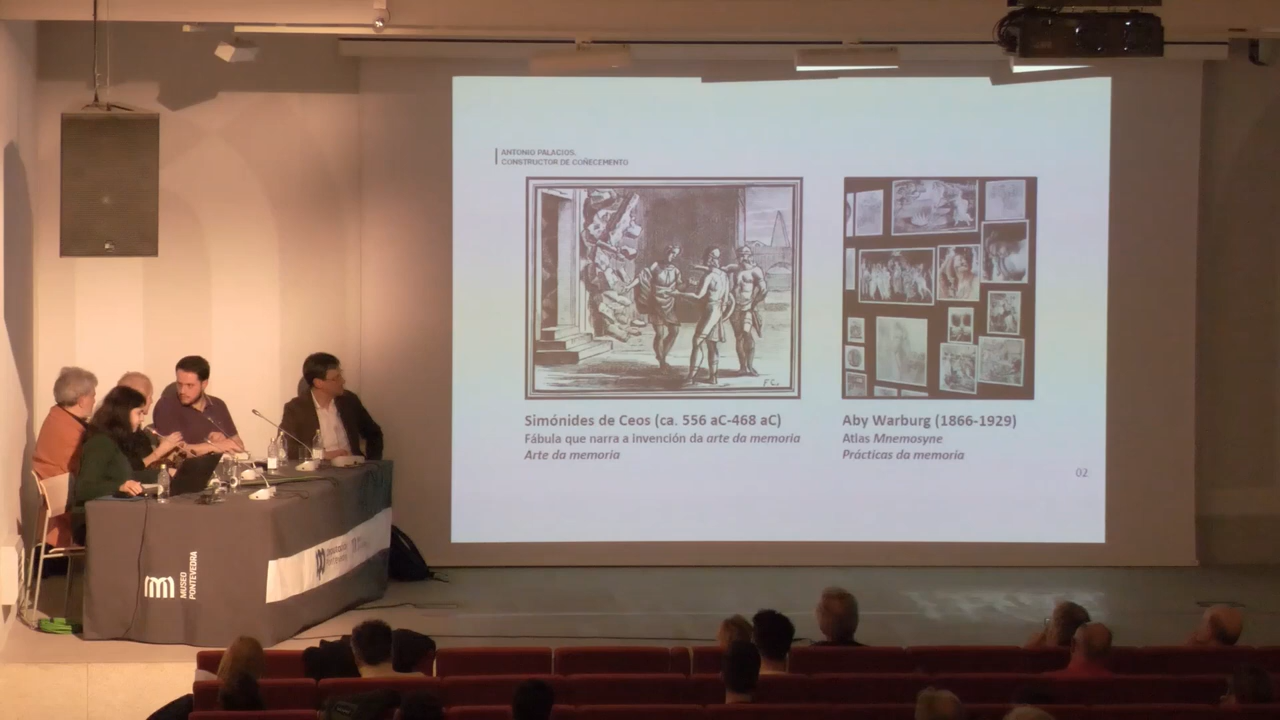 ANTONIO PALACIOS,
CONSTRUCTOR DE COÑECEMENTO
F.C.
Simónides de Ceos (ca. 556 aC-468 aC)
Fábula que narra a invención da arte da memoria
Arte da memoria
Aby Warburg (1866-1929)
Atlas Mnemosyne
Prácticas da memoria
02
MUSEO
PONTEVEDRA